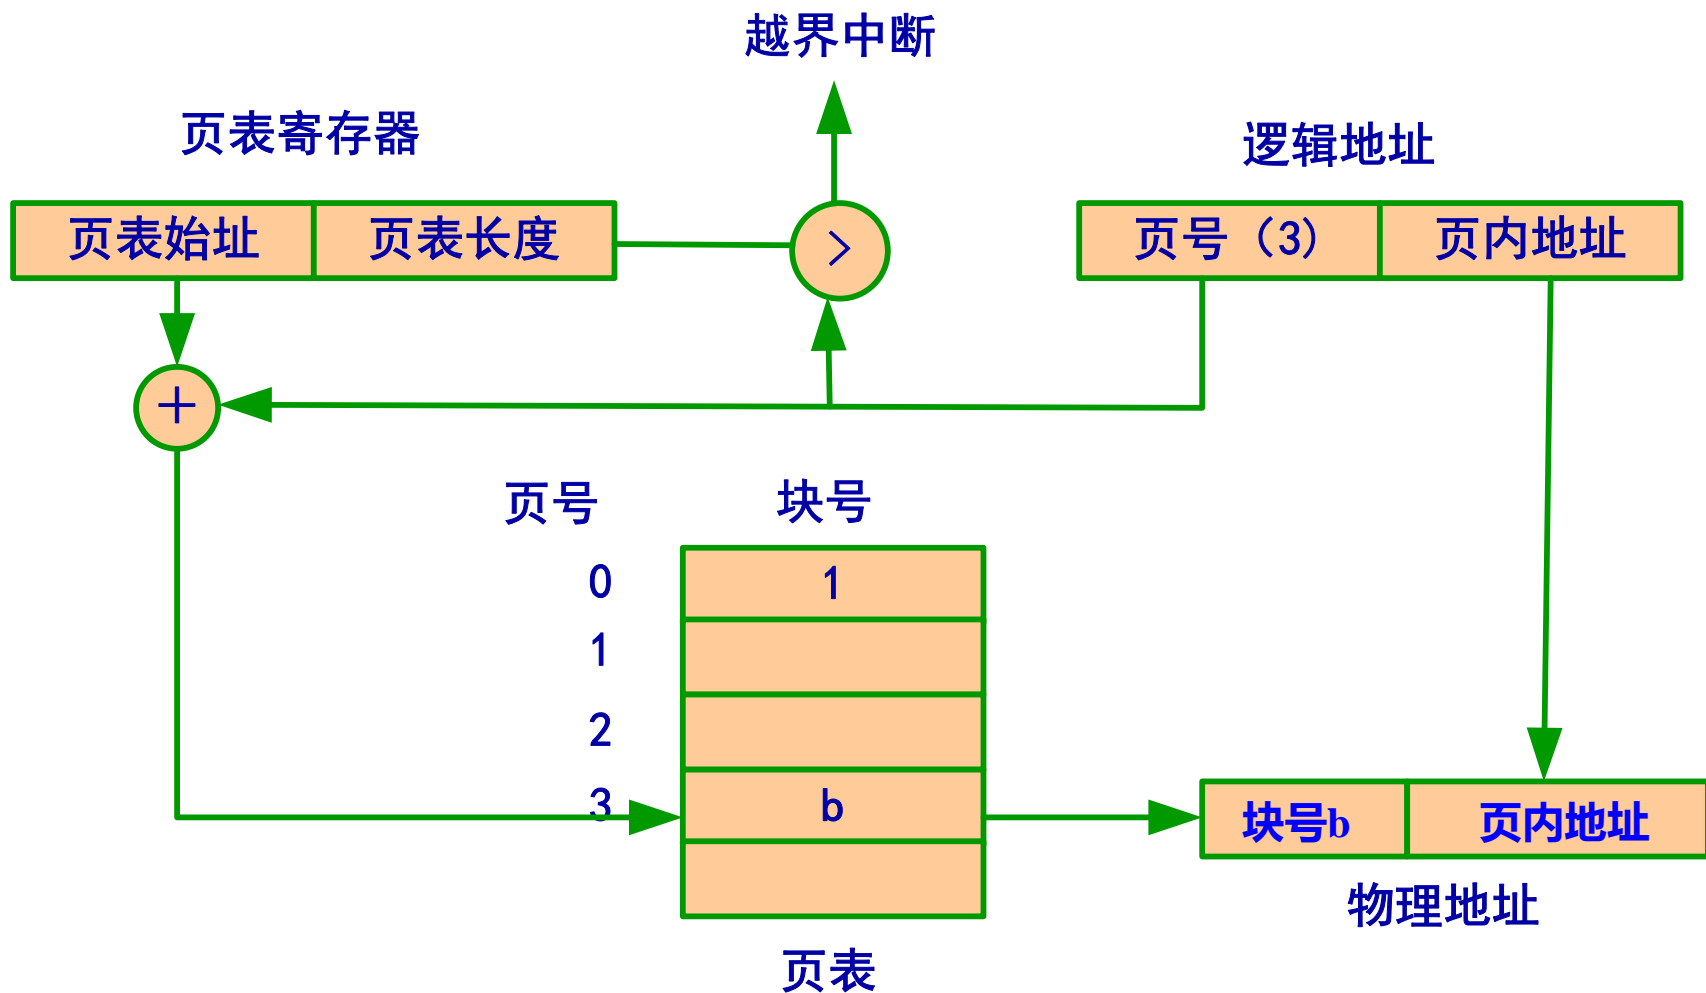 越界中断
页表寄存器
逻辑地址
页表始址 页表长度
>
页号（3） 页内地址
+
页号 块号
0 1
1
2
3 b
块号b 页内地址
物理地址
页表